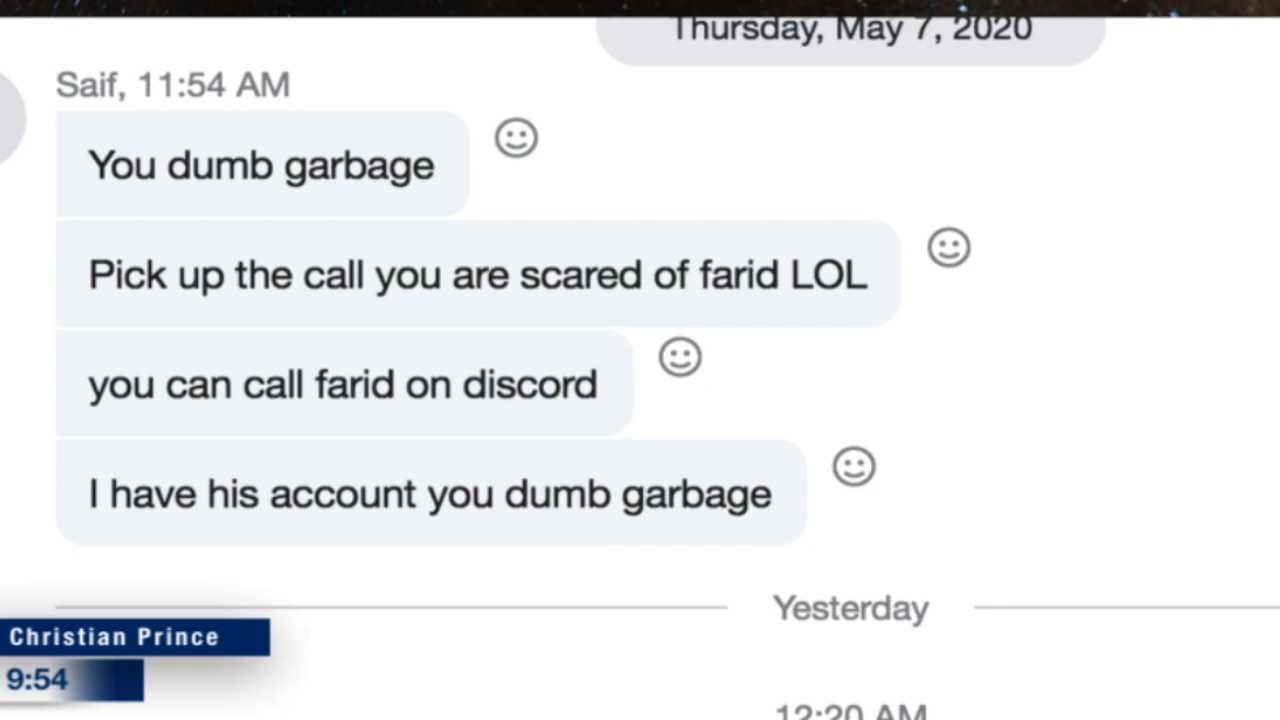 Thursday, May 7, 2020
Saif, 11:54 AM
You dumb garbage
Pick up the call you are scared of farid LOL
you can call farid on discord
I have his account you dumb garbage
Yesterday
Christian Prince
9:54
12:20 AM